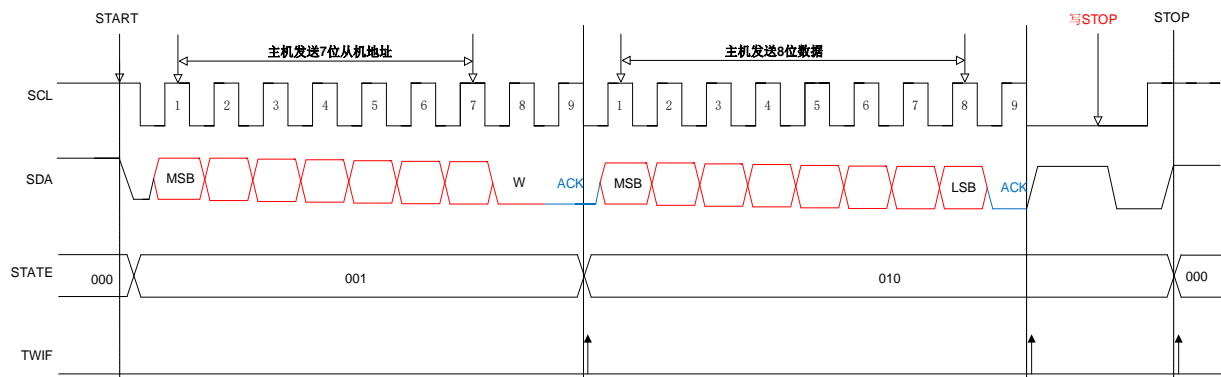 START 写STOP STOP
主机发送7位从机地址 主机发送8位数据
SCL 1 2 3 4 5 6 7 8 9 1 2 3 4 5 6 7 8 9
SDA MSB W ACK MSB LSB ACK
STATE 000 001 010 000
TWIF